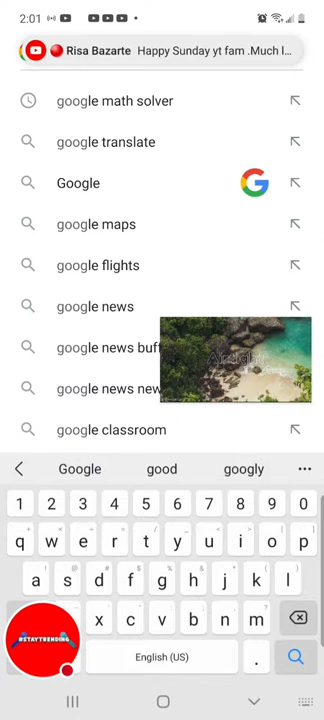 2:01
Risa Bazarte Happy Sunday yt fam .Much l...
google math solver
google translate
Google
google maps
google flights
google news
google news buff
google news new
google classroom
Google good googly
1 2 3 4 5 6 7 8 9 0
q w e r t y u i o p
a s d f g h j k l
x c v b n m
#STAYTRENDING
English (US) .